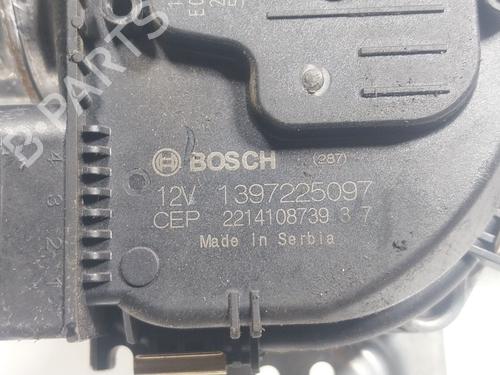 BOSCH (287)
12V 1397225097
CEP 2214108739 3 7
Made in Serbia
4
3
2
1
B-PARTS